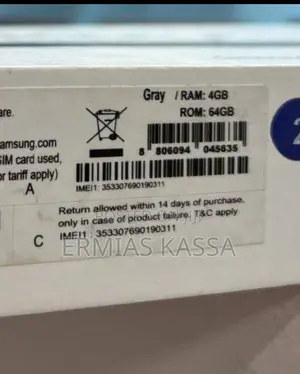 Gray / RAM: 4GB
ROM: 64GB
are.
amsung.com
SIM card used,
or tariff apply)
8 806094 045635
A
IMEI1: 353307690190311
Return allowed within 14 days of purchase,
only in case of product failure, T&C apply
C IMEI1: 353307690190311
ERMIAS KASSA
2